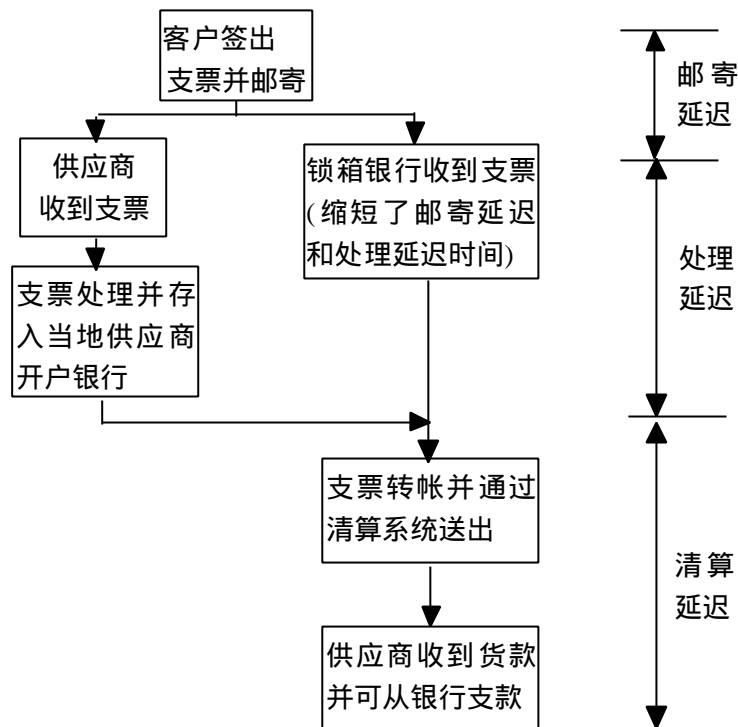 客户签出
支票并邮寄
邮寄
延迟
供应商
收到支票
锁箱银行收到支票
(缩短了邮寄延迟
和处理延迟时间)
支票处理并存
入当地供应商
开户银行
处理
延迟
支票转帐并通过
清算系统送出
清算
延迟
供应商收到货款
并可从银行支款